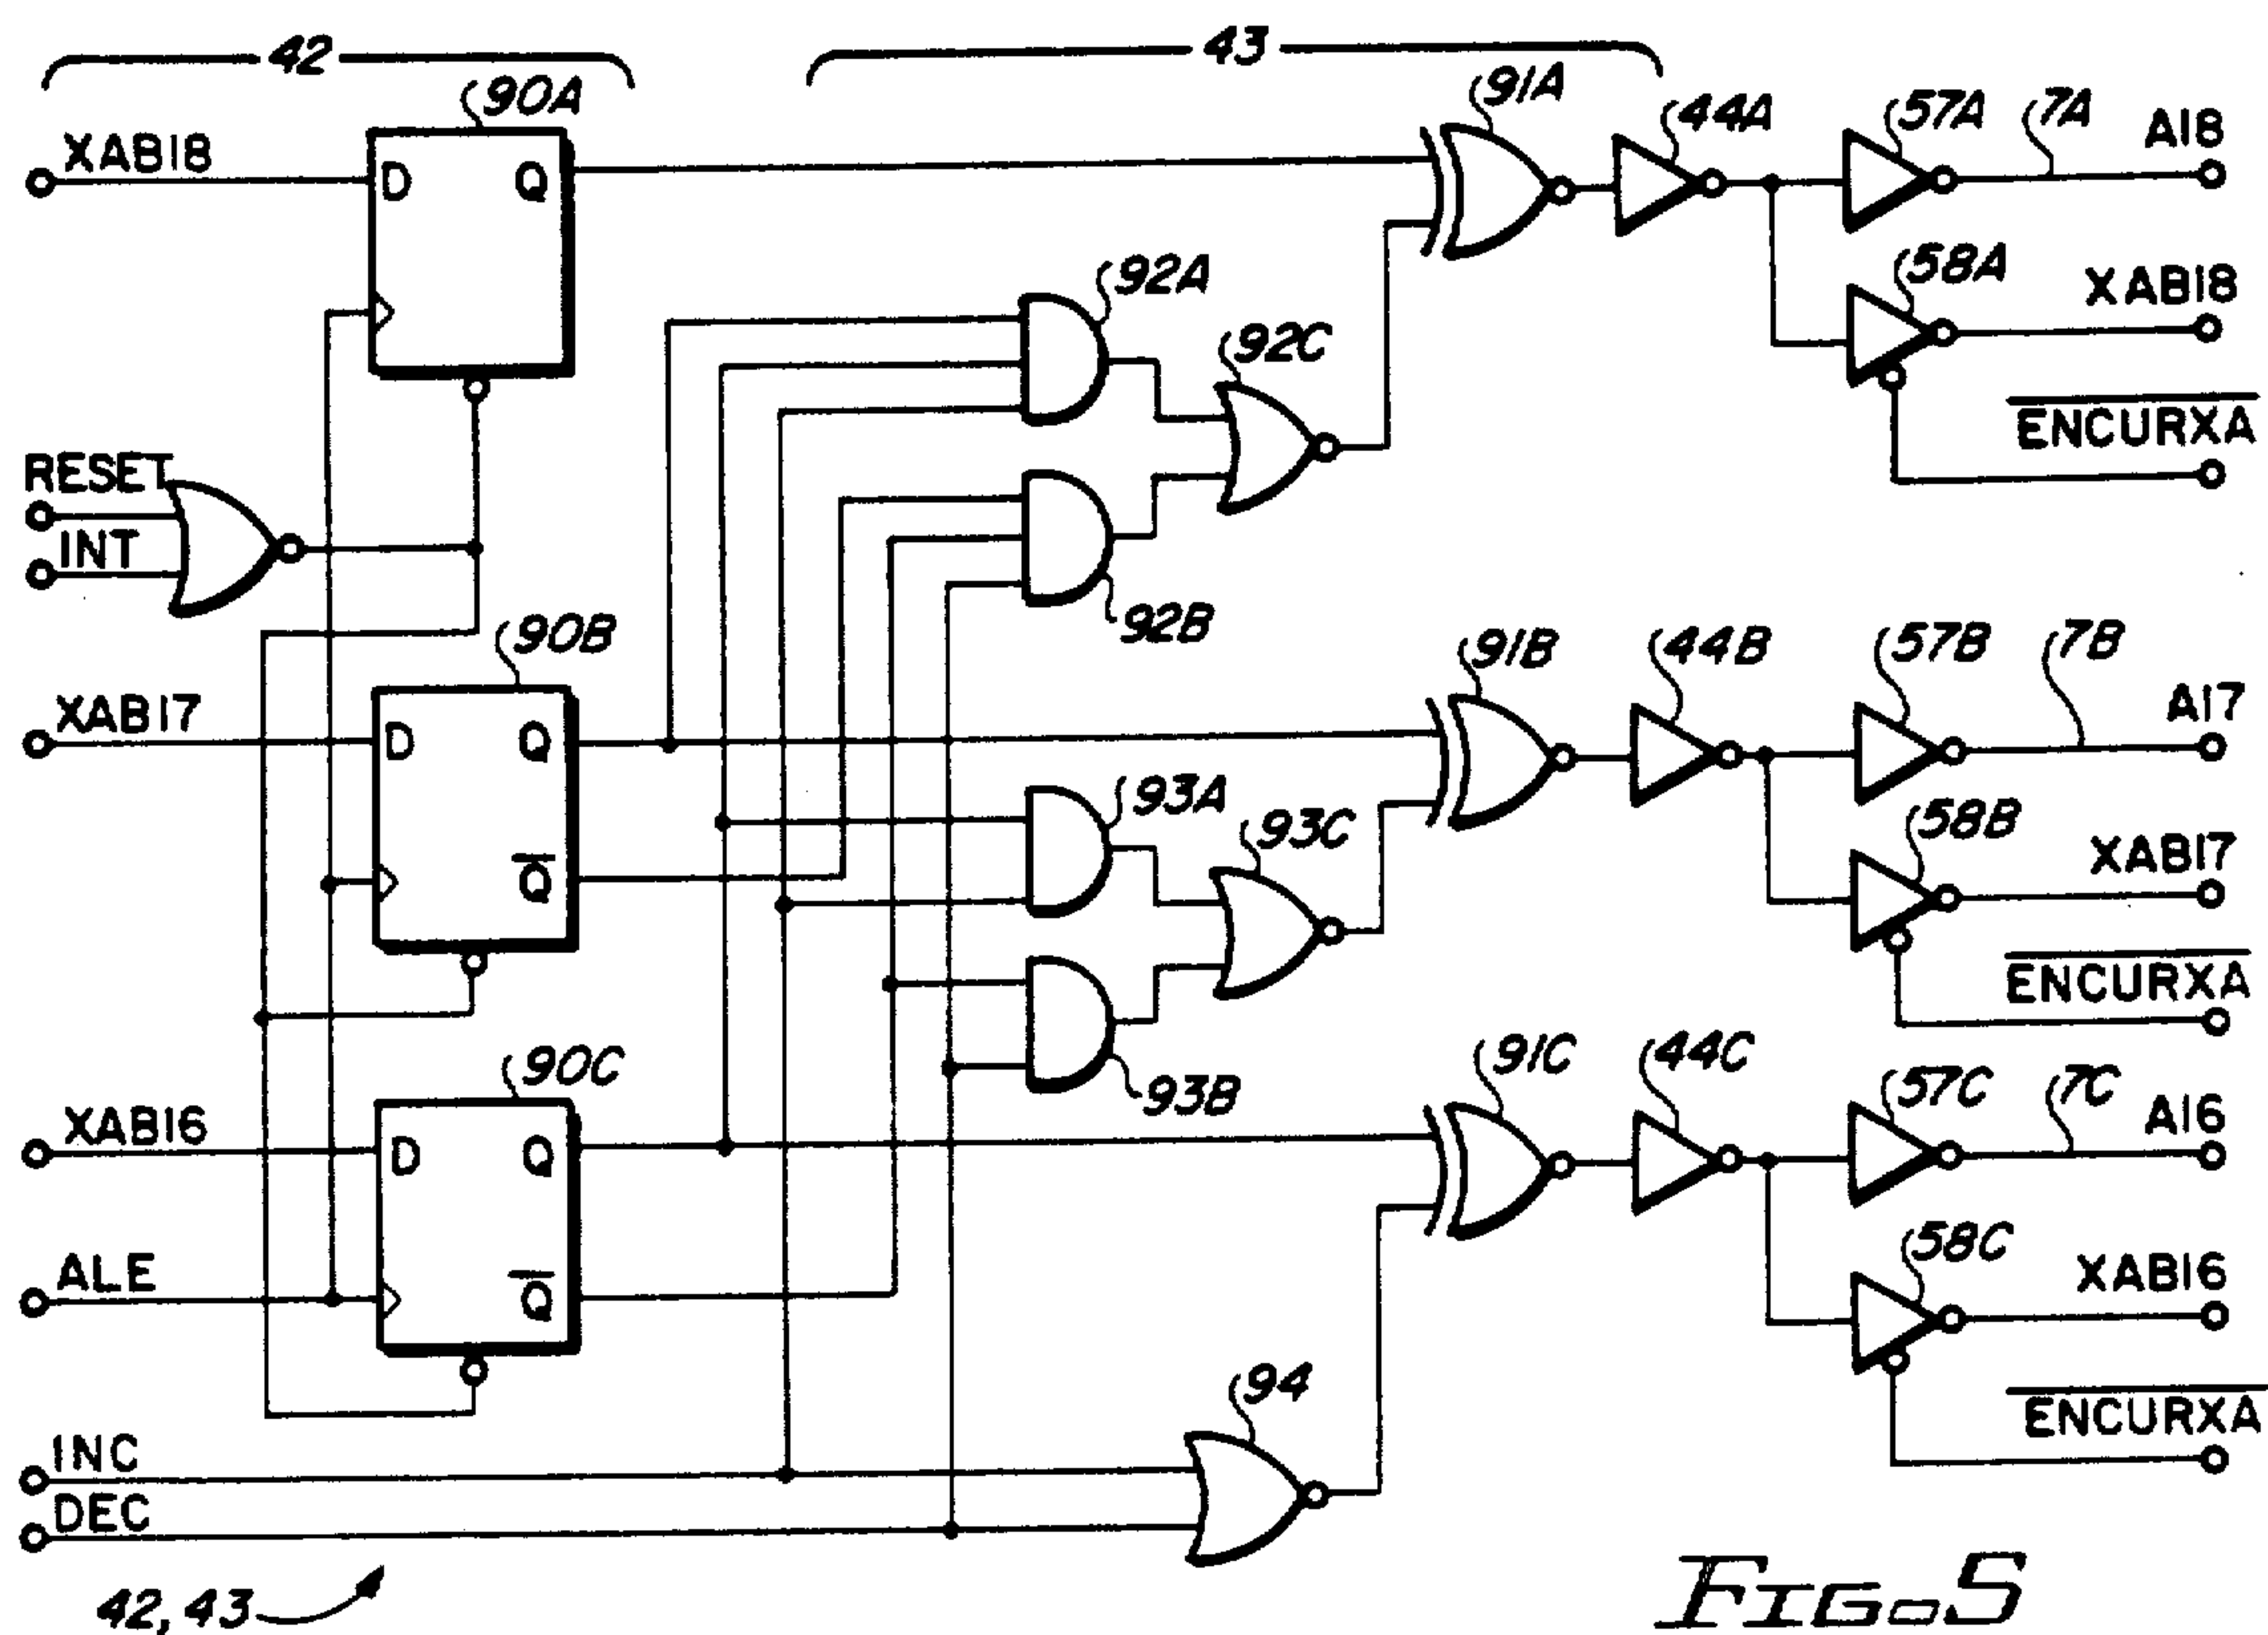 42
43
90A
91A
44A
57A
7A
A18
XAB18
D
Q
58A
XAB18
92A
92C
ENCURXA
RESET
INT
92B
90B
91B
44B
57B
7B
A17
XAB17
D
Q
93A
93C
58B
XAB17
Q
ENCURXA
90C
93B
91C
44C
57C
7C
A16
XAB16
D
Q
58C
XAB16
ALE
Q
94
ENCURXA
INC
DEC
42, 43
FIG. 5